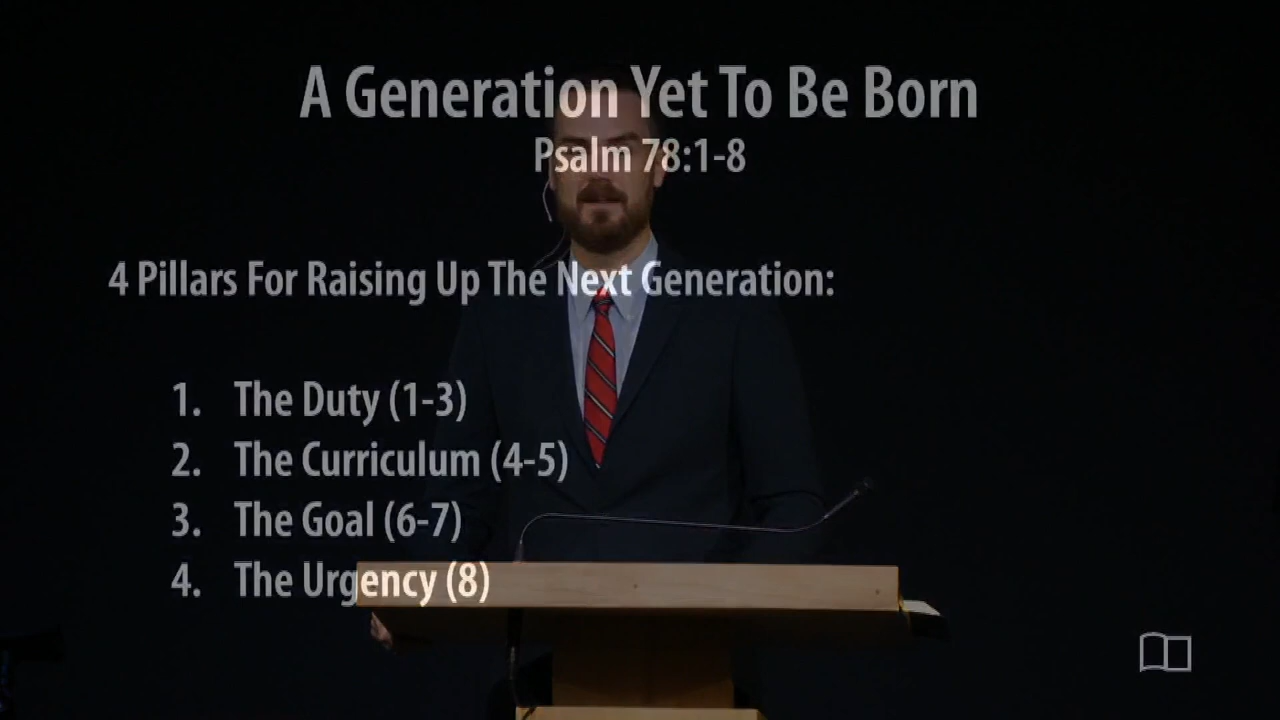 A Generation Yet To Be Born
Psalm 78:1-8
4 Pillars For Raising Up The Next Generation:
1. The Duty (1-3)
2. The Curriculum (4-5)
3. The Goal (6-7)
4. The Urgency (8)